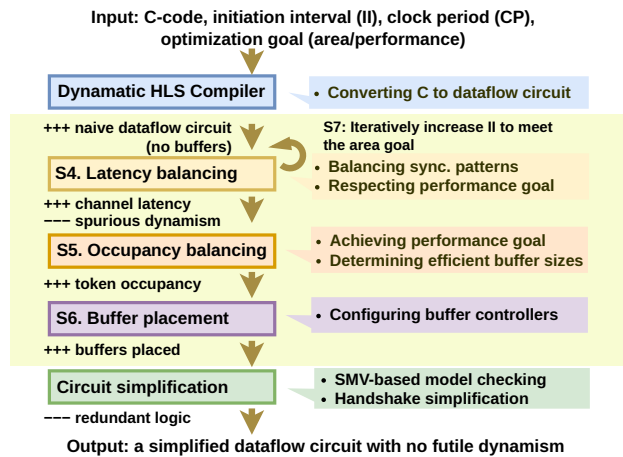 Input: C-code, initiation interval (II), clock period (CP),
optimization goal (area/performance)
Dynamatic HLS Compiler
• Converting C to dataflow circuit
+++ naive dataflow circuit
(no buffers)
S7: Iteratively increase II to meet
the area goal
S4. Latency balancing
• Balancing sync. patterns
• Respecting performance goal
+++ channel latency
−−− spurious dynamism
S5. Occupancy balancing
• Achieving performance goal
• Determining efficient buffer sizes
+++ token occupancy
S6. Buffer placement
• Configuring buffer controllers
+++ buffers placed
Circuit simplification
• SMV-based model checking
• Handshake simplification
−−− redundant logic
Output: a simplified dataflow circuit with no futile dynamism